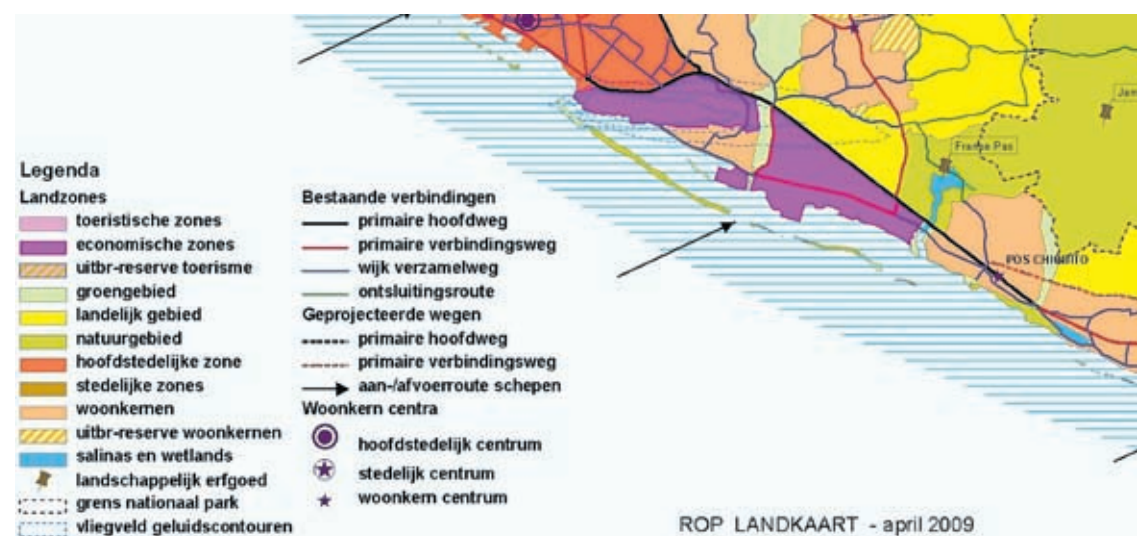 Jam
Franse Pas
POS CHIQUITO
Legenda
Landzones
toeristische zones
economische zones
uitbr-reserve toerisme
groengebied
landelijk gebied
natuurgebied
hoofdstedelijke zone
stedelijke zones
woonkernen
uitbr-reserve woonkernen
salinas en wetlands
landschappelijk erfgoed
grens nationaal park
vliegveld geluidscontouren
Bestaande verbindingen
primaire hoofdweg
primaire verbindingsweg
wijk verzamelweg
ontsluitingsroute
Geprojecteerde wegen
primaire hoofdweg
primaire verbindingsweg
aan-/afvoerroute schepen
Woonkern centra
hoofdstedelijk centrum
stedelijk centrum
woonkern centrum
ROP LANDKAART - april 2009